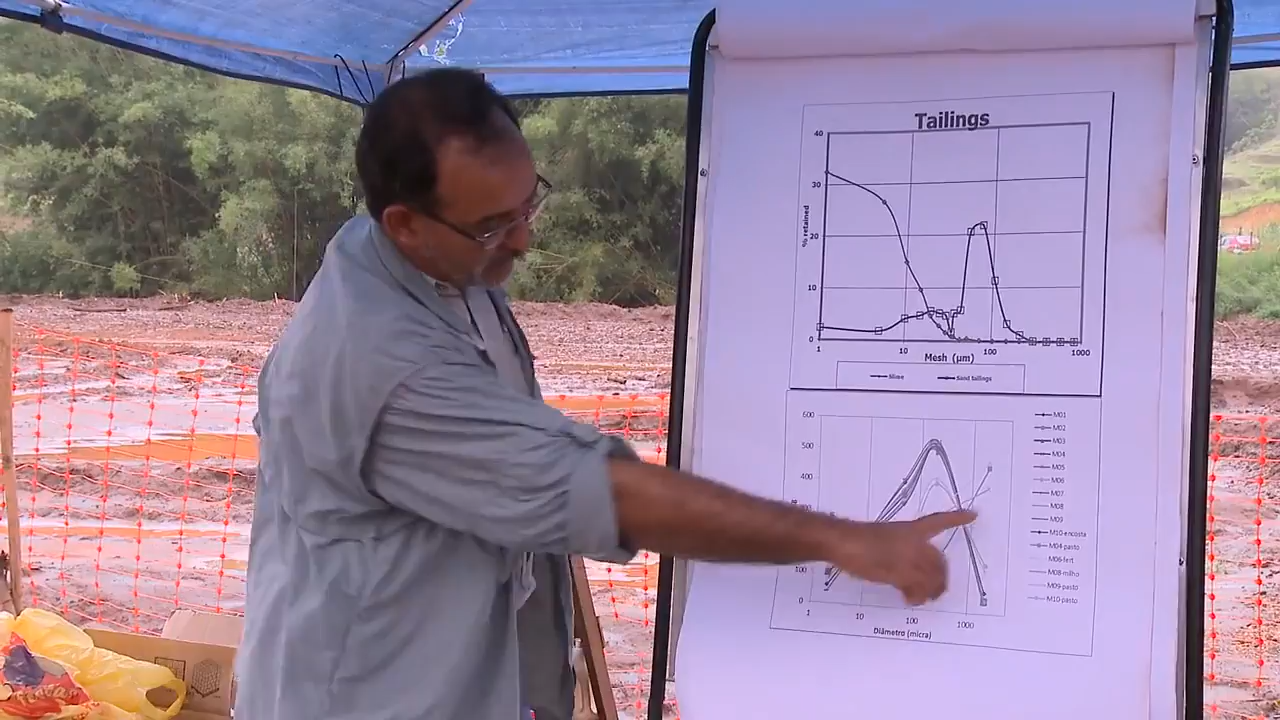 Tailings
40
30
20
10
0
% retained
1
10
100
1000
Mesh (µm)
Slime
Sand tailings
600
500
400
100
0
1
10
100
1000
Diâmetro (micra)
M01
M02
M03
M04
M05
M06
M07
M08
M09
M10-encosta
M04-pasto
M06-fert
M08-milho
M09-pasto
M10-pasto